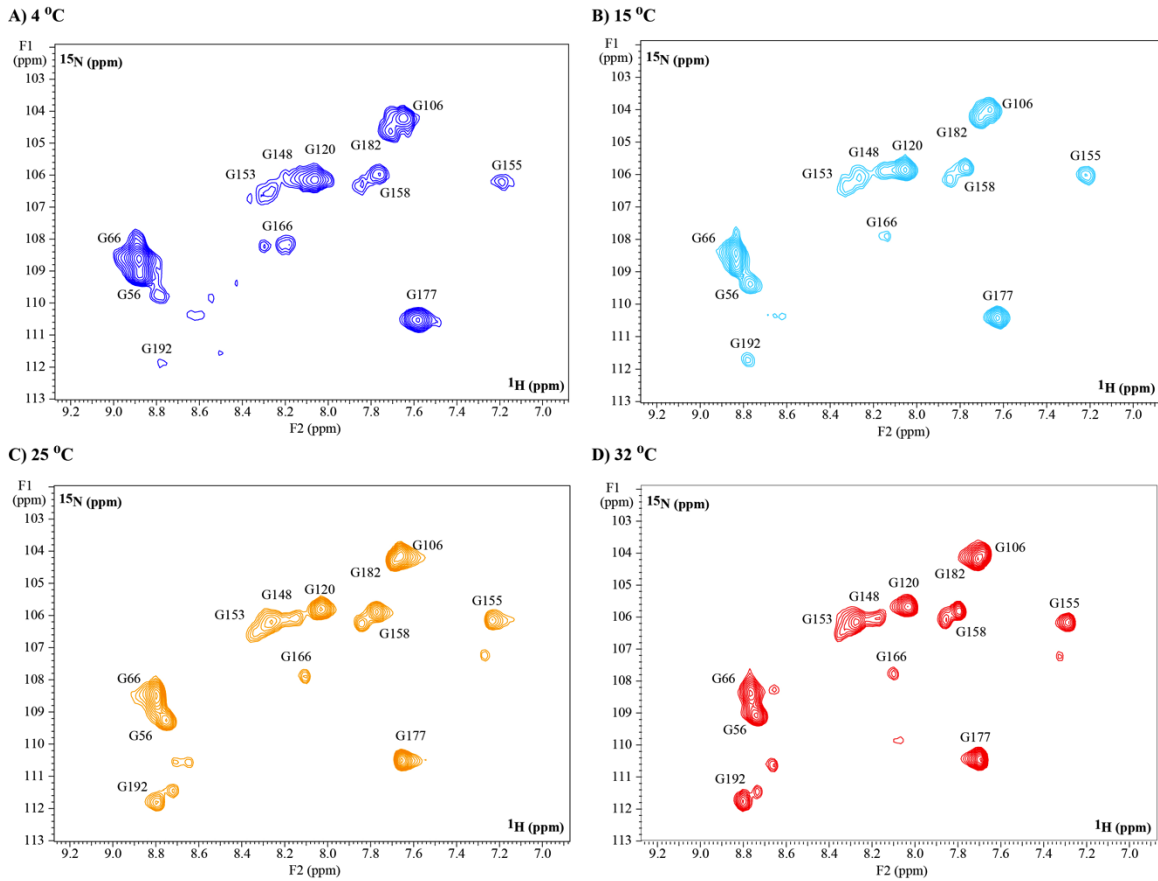 A) 4 °C
F1
(ppm)
15N (ppm)
103
104
105
106
107
108
109
110
111
112
113
G106
G182
G120
G148
G153
G158
G155
G166
G66
G56
G177
G192
1H (ppm)
9.2 9.0 8.8 8.6 8.4 8.2 8.0 7.8 7.6 7.4 7.2 7.0
F2 (ppm)
B) 15 °C
F1
(ppm)
15N (ppm)
103
104
105
106
107
108
109
110
111
112
113
G106
G182
G120
G148
G153
G158
G155
G166
G66
G56
G177
G192
1H (ppm)
9.2 9.0 8.8 8.6 8.4 8.2 8.0 7.8 7.6 7.4 7.2 7.0
F2 (ppm)
C) 25 °C
F1
(ppm)
15N (ppm)
103
104
105
106
107
108
109
110
111
112
113
G106
G182
G120
G148
G153
G158
G155
G166
G66
G56
G177
G192
1H (ppm)
9.2 9.0 8.8 8.6 8.4 8.2 8.0 7.8 7.6 7.4 7.2 7.0
F2 (ppm)
D) 32 °C
F1
(ppm)
15N (ppm)
103
104
105
106
107
108
109
110
111
112
113
G106
G182
G120
G148
G153
G158
G155
G166
G66
G56
G177
G192
1H (ppm)
9.2 9.0 8.8 8.6 8.4 8.2 8.0 7.8 7.6 7.4 7.2 7.0
F2 (ppm)